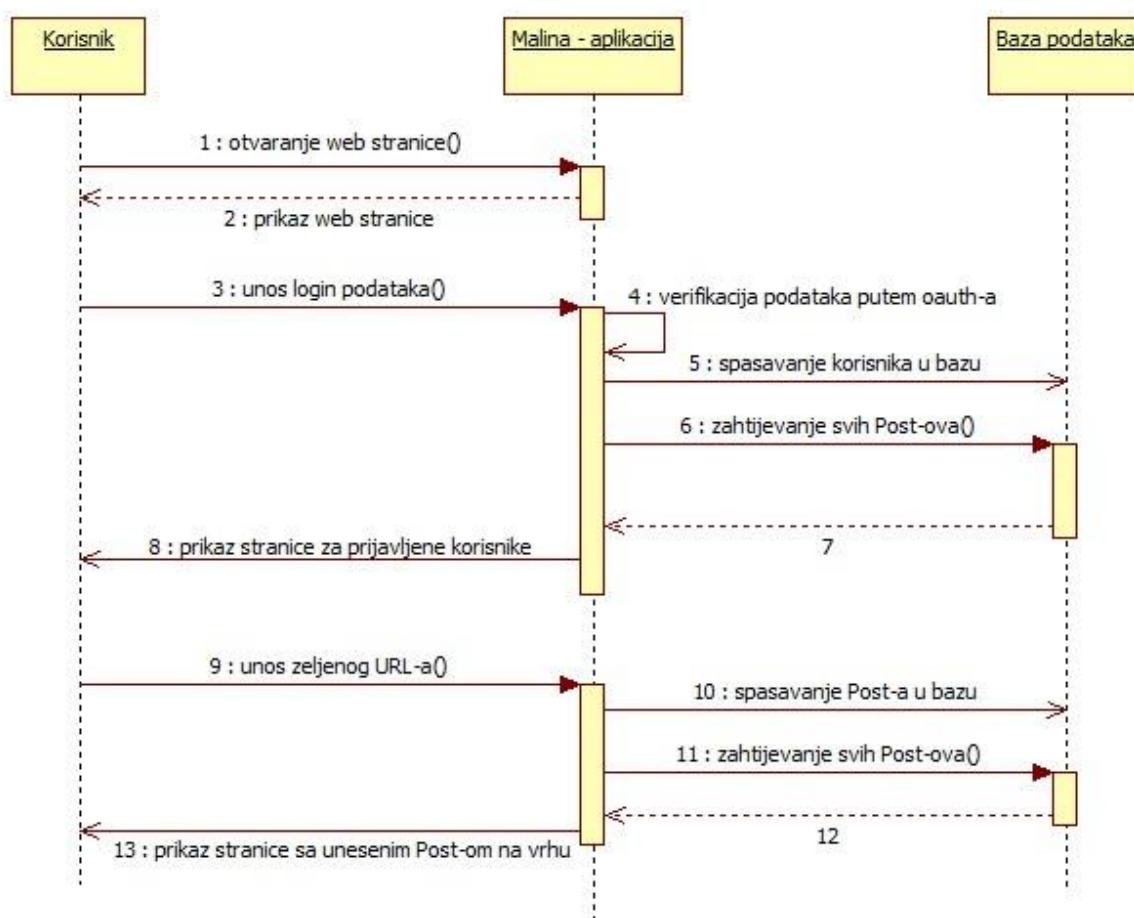 Korisnik
Malina - aplikacija
Baza podataka
1 : otvaranje web stranice()
2 : prikaz web stranice
3 : unos login podataka()
4 : verifikacija podataka putem oauth-a
5 : spasavanje korisnika u bazu
6 : zahtijevanje svih Post-ova()
7
8 : prikaz stranice za prijavljene korisnike
9 : unos zeljenog URL-a()
10 : spasavanje Post-a u bazu
11 : zahtijevanje svih Post-ova()
12
13 : prikaz stranice sa unesenim Post-om na vrhu